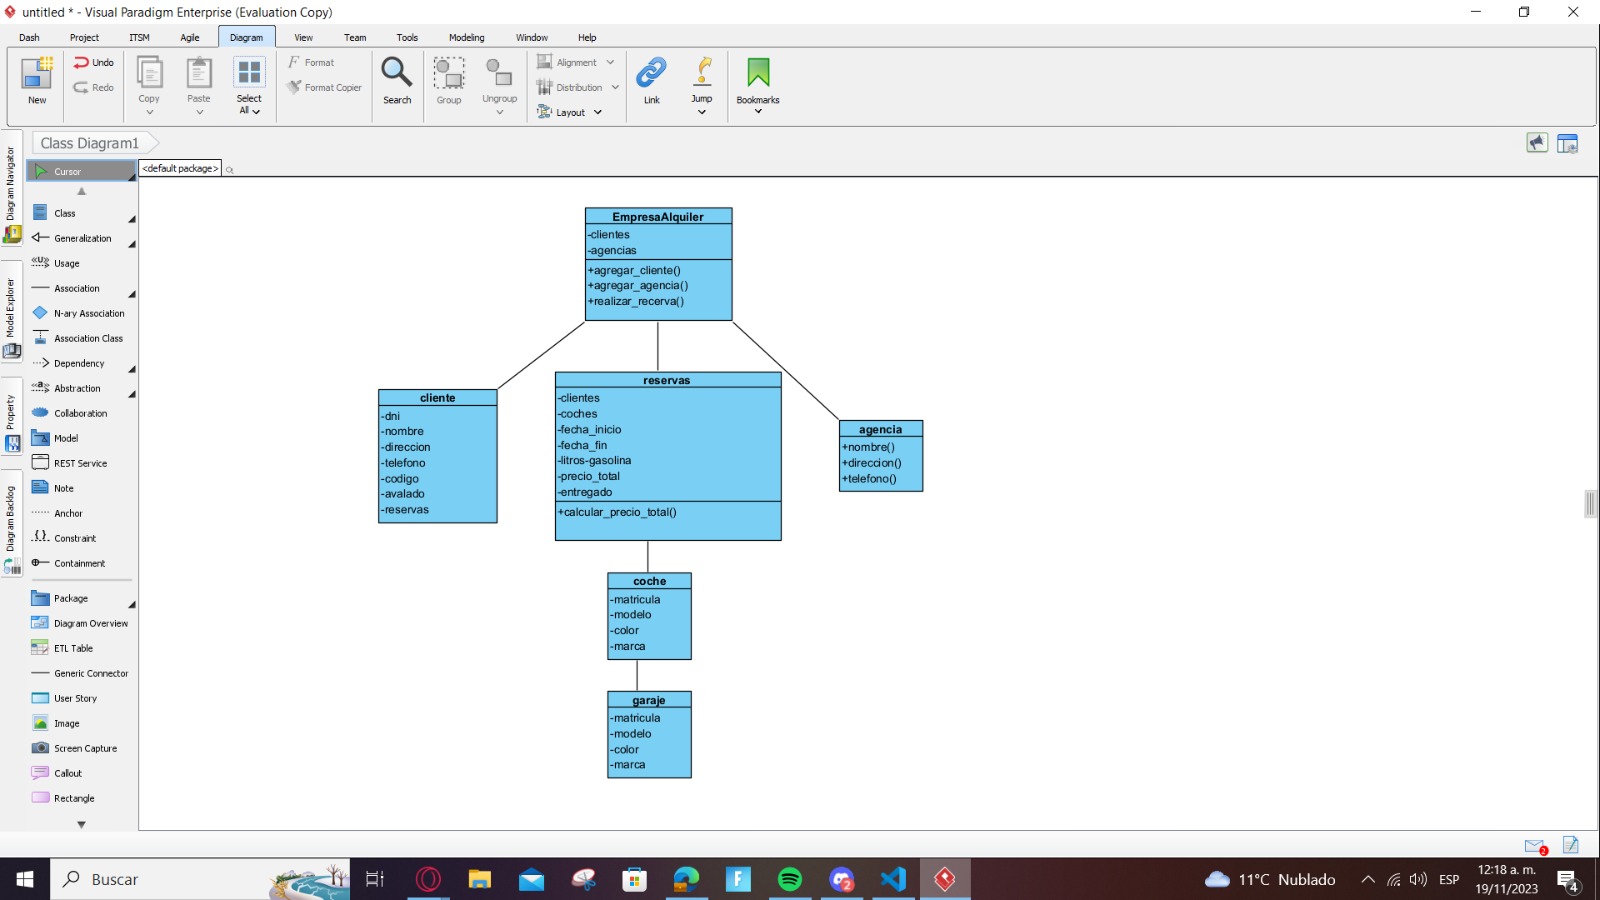 untitled * - Visual Paradigm Enterprise (Evaluation Copy)
Dash Project ITSM Agile Diagram View Team Tools Modeling Window Help
New
Undo
Redo
Copy
Paste
Select All
Format
Format Copier
Search
Group
Ungroup
Alignment
Distribution
Layout
Link
Jump
Bookmarks
Diagram Navigator
Model Explorer
Property
Diagram Backlog
Class Diagram1
<default package>
Cursor
Class
Generalization
Usage
Association
N-ary Association
Association Class
Dependency
Abstraction
Collaboration
Model
REST Service
Note
Anchor
Constraint
Containment
Package
Diagram Overview
ETL Table
Generic Connector
User Story
Image
Screen Capture
Callout
Rectangle
EmpresaAlquiler
-clientes
-agencias
+agregar_cliente()
+agregar_agencia()
+realizar_recerva()
cliente
-dni
-nombre
-direccion
-telefono
-codigo
-avalado
-reservas
reservas
-clientes
-coches
-fecha_inicio
-fecha_fin
-litros-gasolina
-precio_total
-entregado
+calcular_precio_total()
agencia
+nombre()
+direccion()
+telefono()
coche
-matricula
-modelo
-color
-marca
garaje
-matricula
-modelo
-color
-marca
2
Buscar
F
2
11°C Nublado
ESP
12:18 a. m.
19/11/2023
4